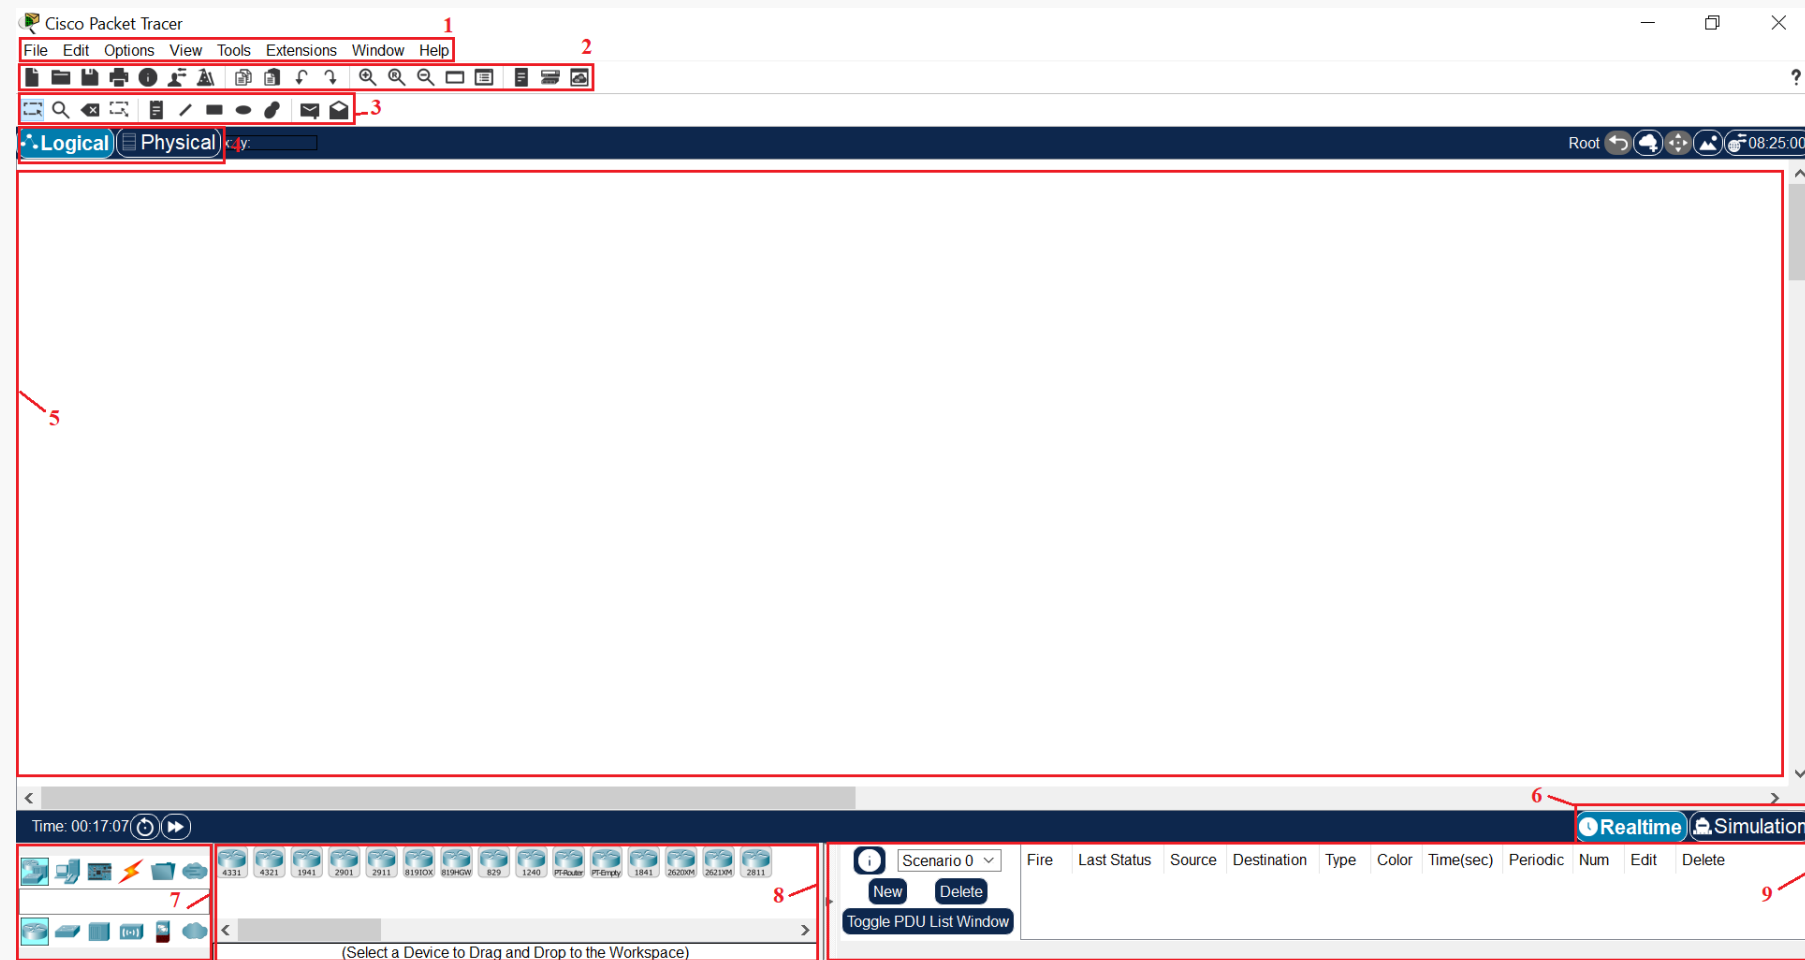 Cisco Packet Tracer
1
File Edit Options View Tools Extensions Window Help
2
?
3
Logical Physical 4 y:
Root 08:25:00
5
6
Time: 00:17:07 Realtime Simulation
7
4331 4321 1941 2901 2911 819IOX 819HGW 829 1240 PT-Router PT-Empty 1841 2620XM 2621XM 2811
8
(Select a Device to Drag and Drop to the Workspace)
Scenario 0
New Delete
Toggle PDU List Window
Fire Last Status Source Destination Type Color Time(sec) Periodic Num Edit Delete
9